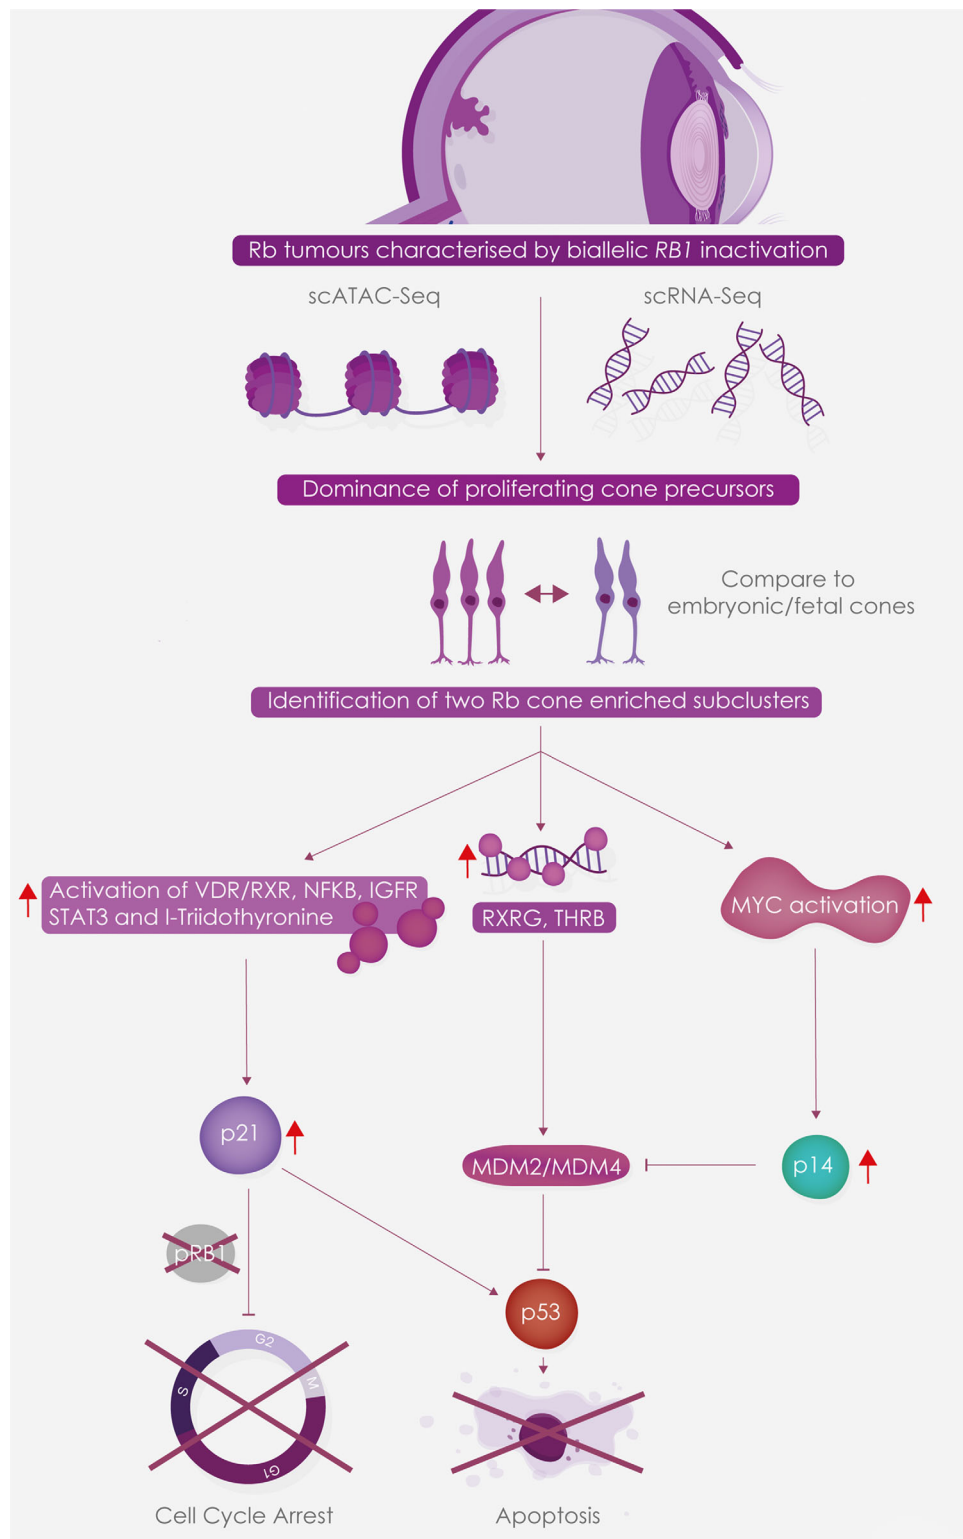 Rb tumours characterised by biallelic RB1 inactivation
scATAC-Seq
scRNA-Seq
Dominance of proliferating cone precursors
Compare to
embryonic/fetal cones
Identification of two Rb cone enriched subclusters
Activation of VDR/RXR, NFKB, IGFR
STAT3 and I-Triidothyronine
RXRG, THRB
MYC activation
p21
MDM2/MDM4
p14
pRB1
p53
G2
M
S
G1
Cell Cycle Arrest
Apoptosis